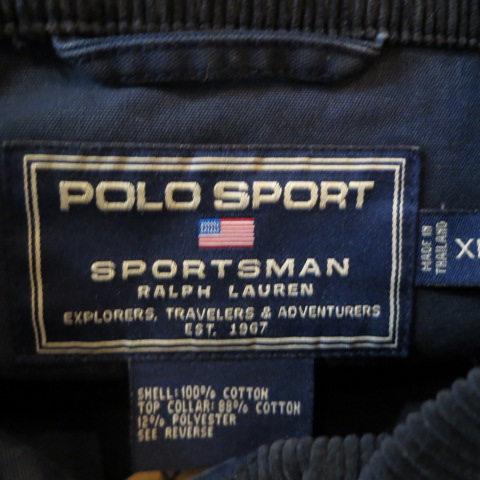 POLO SPORT
SPORTSMAN
RALPH LAUREN
EXPLORERS, TRAVELERS & ADVENTURERS
EST. 1967
MADE IN
THAILAND
SHELL: 100% COTTON
TOP COLLAR: 88% COTTON
12% POLYESTER
SEE REVERSE